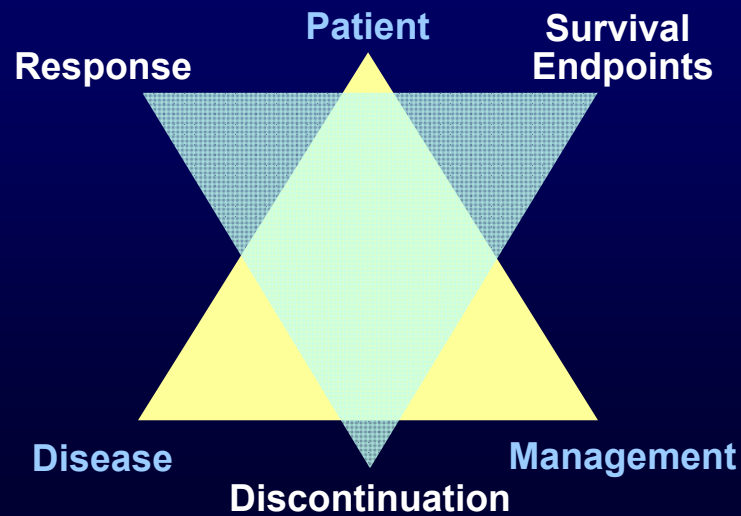 Patient
Survival
Endpoints
Response
Disease
Management
Discontinuation